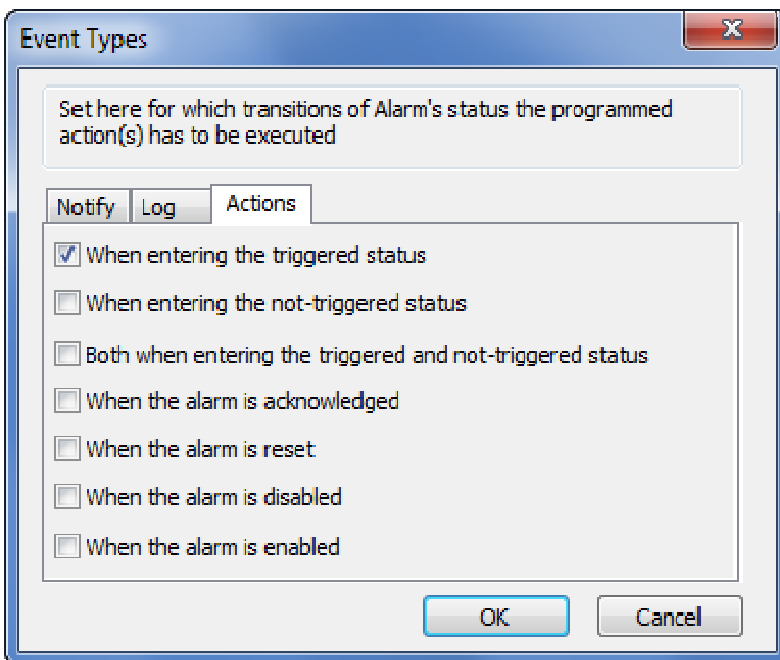 Event Types
Set here for which transitions of Alarm's status the programmed
action(s) has to be executed
Notify Log Actions
When entering the triggered status
When entering the not-triggered status
Both when entering the triggered and not-triggered status
When the alarm is acknowledged
When the alarm is reset
When the alarm is disabled
When the alarm is enabled
OK Cancel